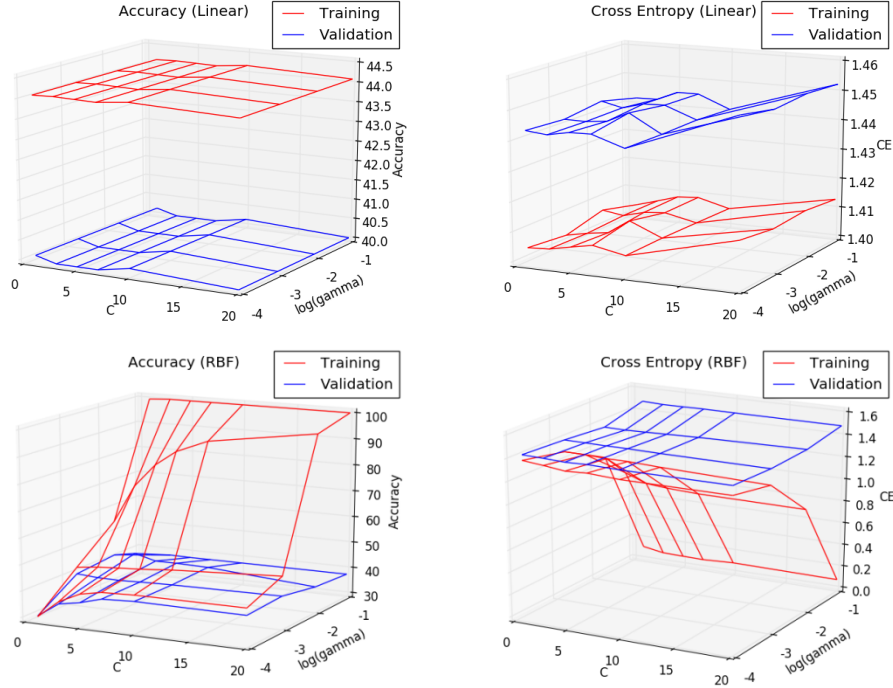 Accuracy (Linear)
Training
Validation
44.5
44.0
43.5
43.0
42.5
42.0
41.5
41.0
40.5
40.0
Accuracy
0
5
10
15
20
C
-4
-3
-2
-1
log(gamma)
Cross Entropy (Linear)
Training
Validation
1.46
1.45
1.44
1.43
1.42
1.41
1.40
CE
0
5
10
15
20
C
-4
-3
-2
-1
log(gamma)
Accuracy (RBF)
Training
Validation
100
90
80
70
60
50
40
30
Accuracy
0
5
10
15
20
C
-4
-3
-2
-1
log(gamma)
Cross Entropy (RBF)
Training
Validation
1.6
1.4
1.2
1.0
0.8
0.6
0.4
0.2
0.0
CE
0
5
10
15
20
C
-4
-3
-2
-1
log(gamma)